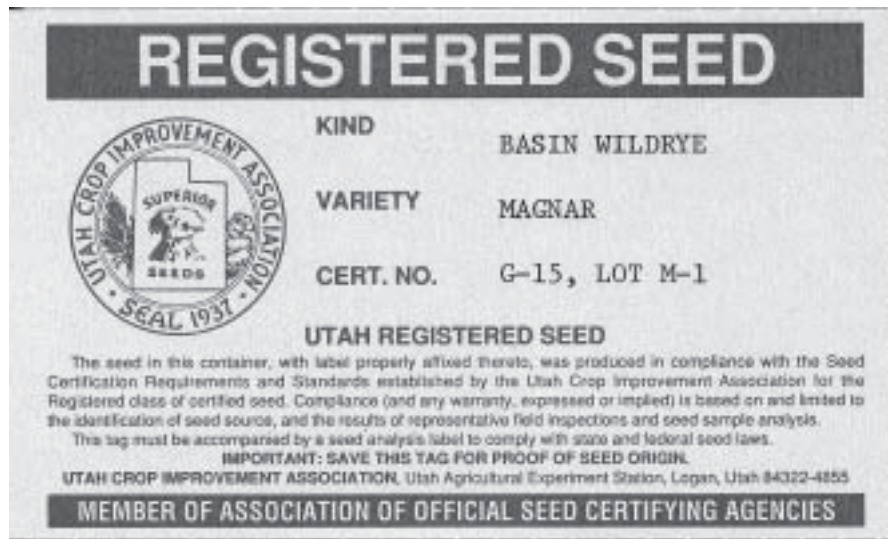 REGISTERED SEED
UTAH CROP IMPROVEMENT ASSOCIATION
SUPERIOR
SEEDS
SEAL 1937
KIND BASIN WILDRYE
VARIETY MAGNAR
CERT. NO. G-15, LOT M-1
UTAH REGISTERED SEED
The seed in this container, with label properly affixed thereto, was produced in compliance with the Seed
Certification Requirements and Standards established by the Utah Crop Improvement Association for the
Registered class of certified seed. Compliance (and any warranty, expressed or implied) is based on and limited to
the identification of seed source, and the results of representative field inspections and seed sample analysis.
This tag must be accompanied by a seed analysis label to comply with state and federal seed laws.
IMPORTANT: SAVE THIS TAG FOR PROOF OF SEED ORIGIN.
UTAH CROP IMPROVEMENT ASSOCIATION, Utah Agricultural Experiment Station, Logan, Utah 84322-4855
MEMBER OF ASSOCIATION OF OFFICIAL SEED CERTIFYING AGENCIES